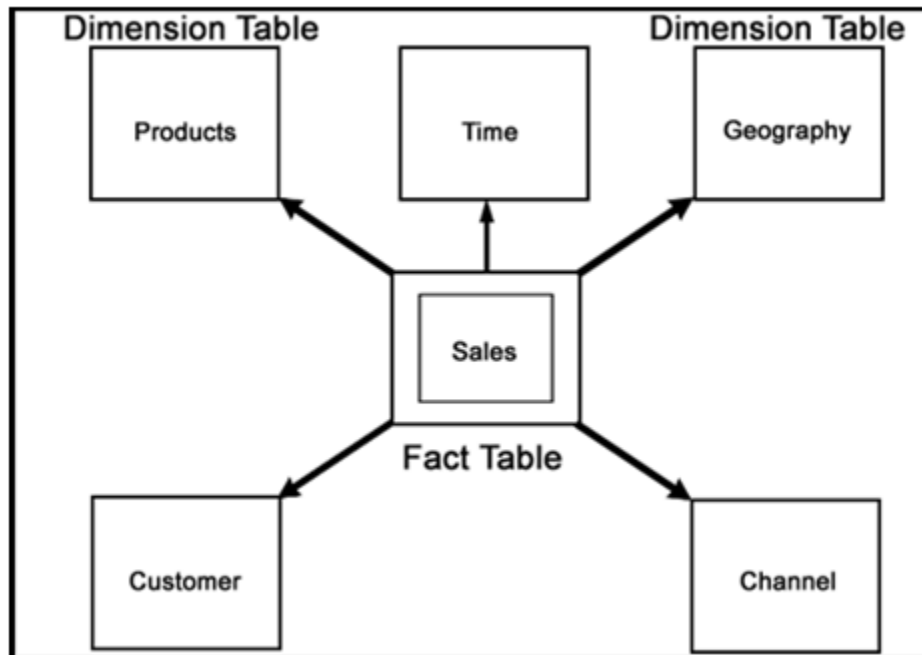 Dimension Table
Dimension Table
Products
Time
Geography
Sales
Fact Table
Customer
Channel